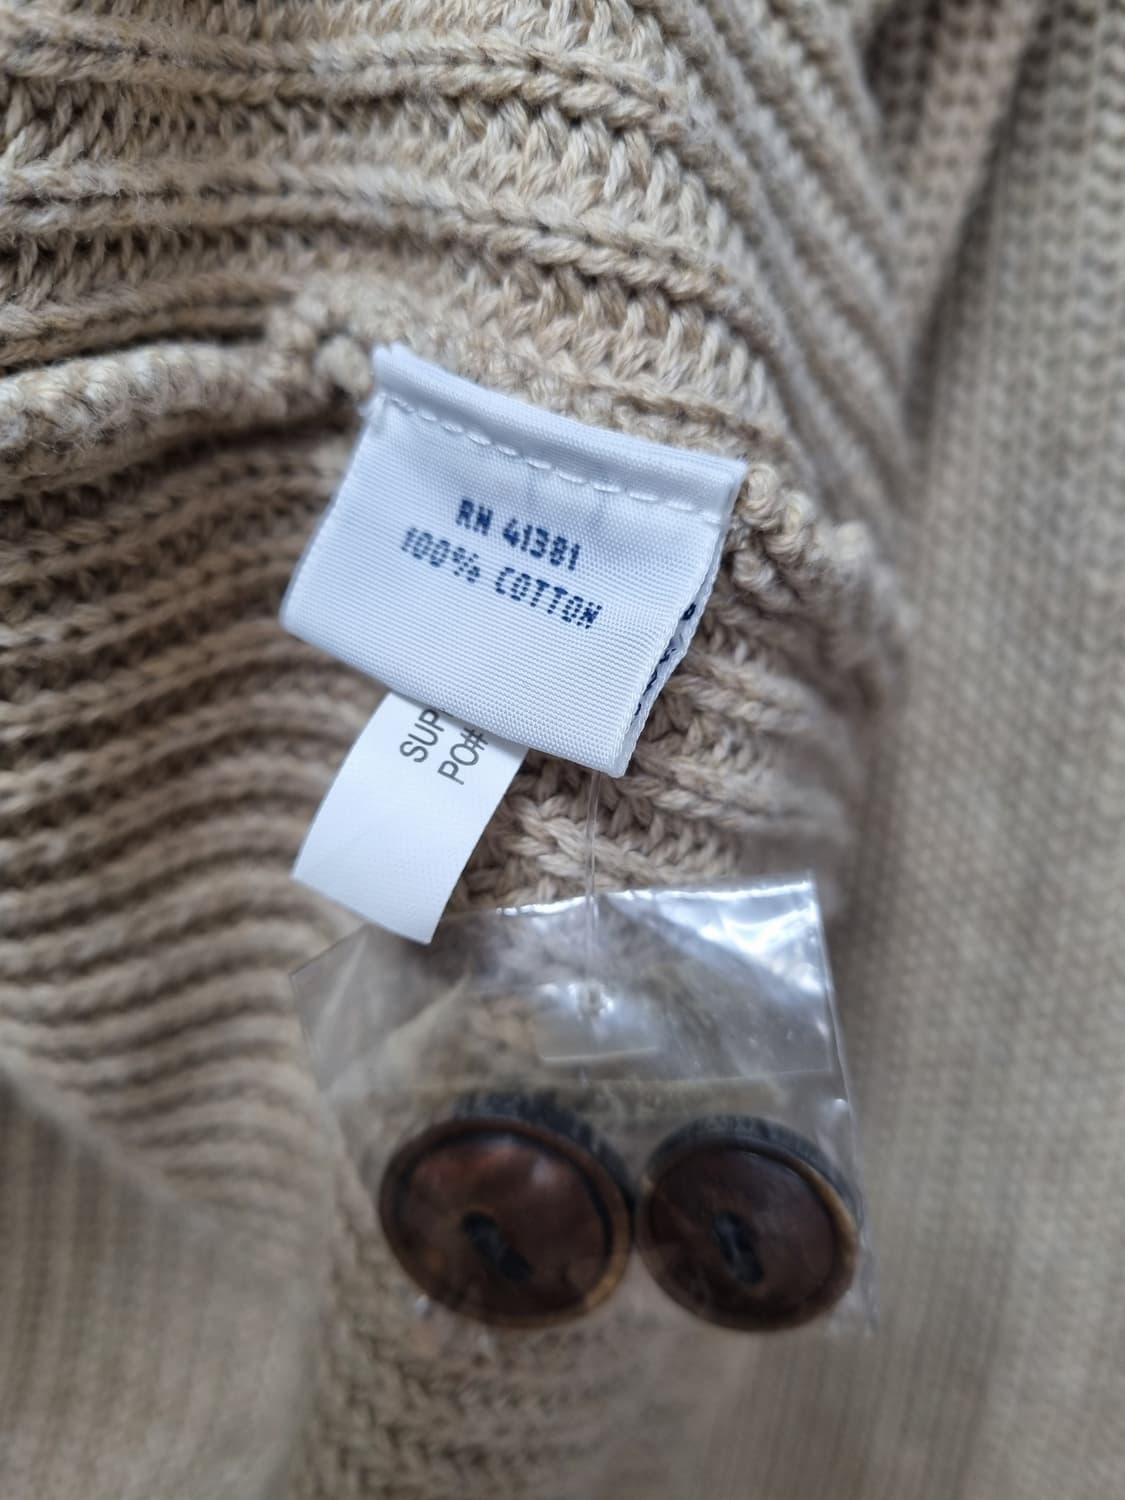 RN 41381
100% COTTON
SUP
PO#